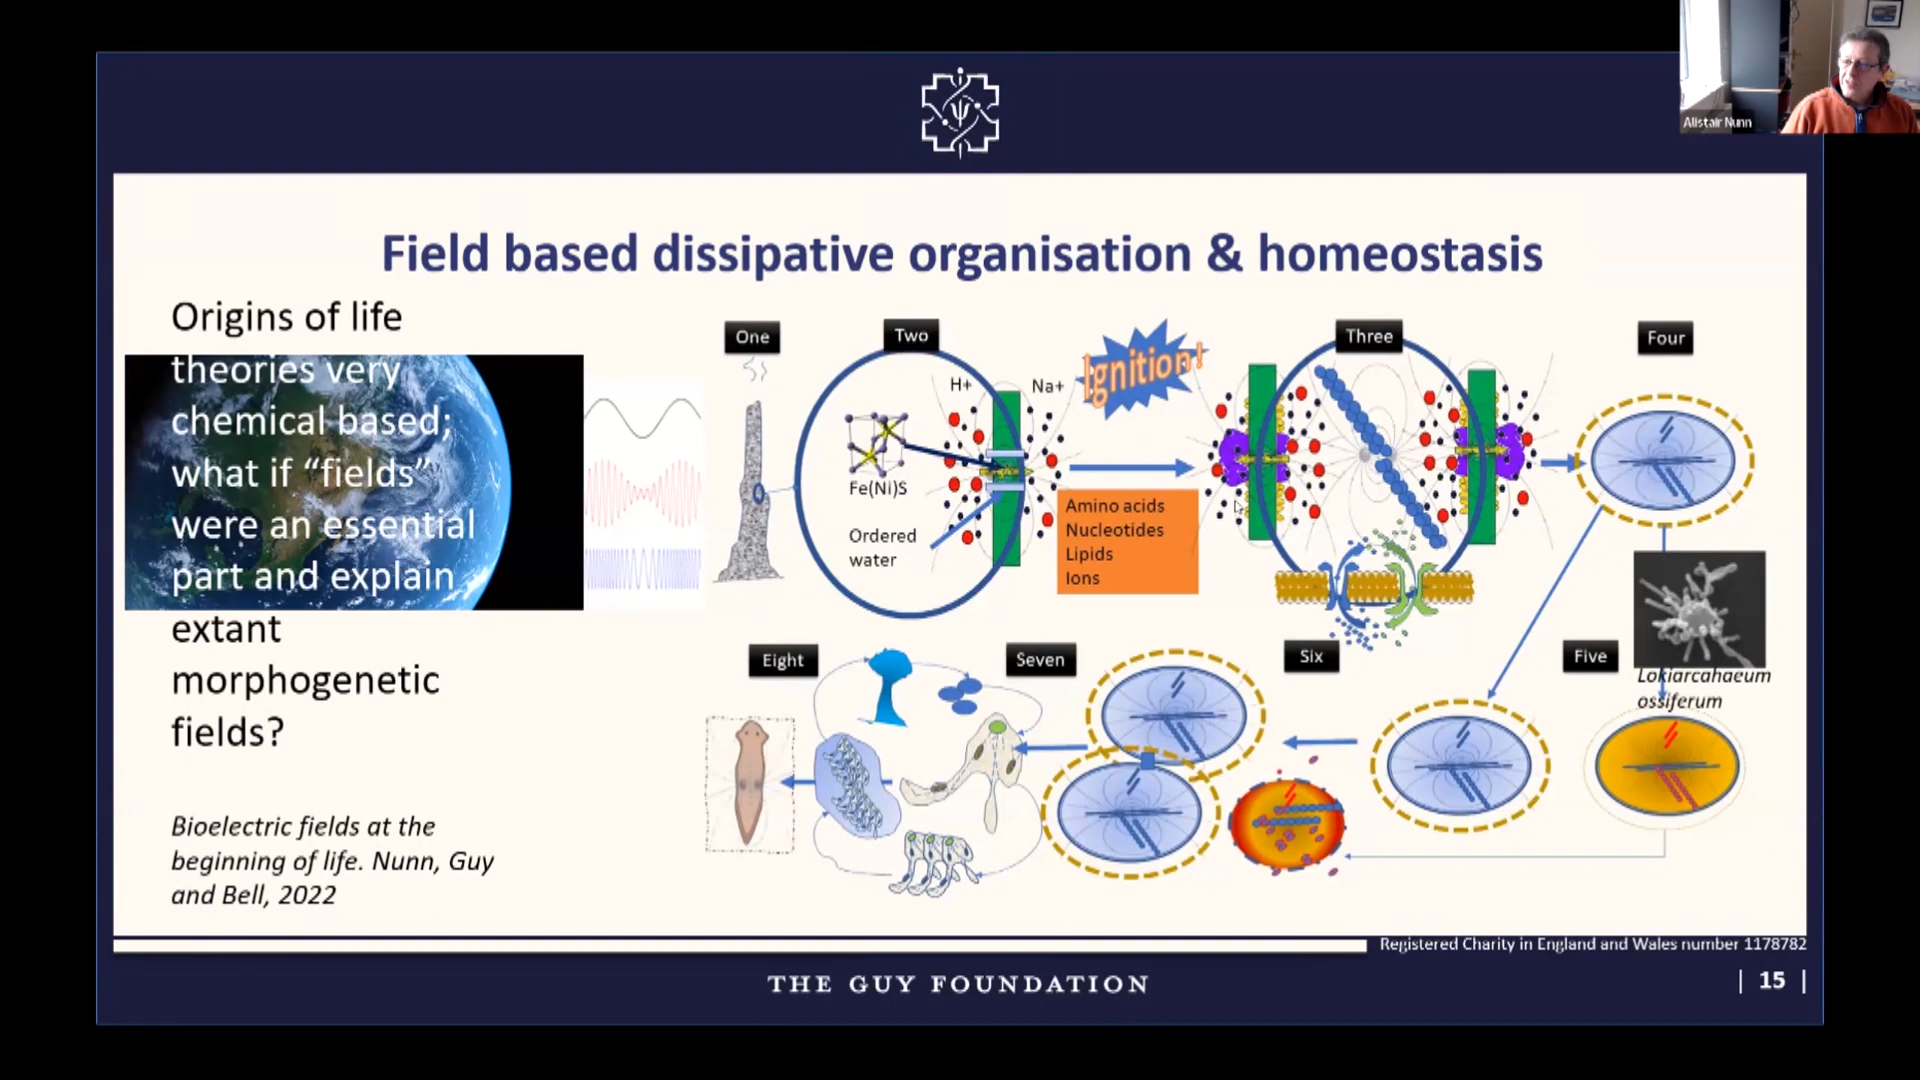 Alistair Nunn
Field based dissipative organisation & homeostasis
Origins of life
theories very
chemical based;
what if “fields”
were an essential
part and explain
extant
morphogenetic
fields?
Bioelectric fields at the
beginning of life. Nunn, Guy
and Bell, 2022
One
Two
H+
Na+
Fe(Ni)S
Ordered
water
Ignition!
Amino acids
Nucleotides
Lipids
Ions
Three
Four
Lokiarcahaeum
ossiferum
Five
Six
Seven
Eight
Registered Charity in England and Wales number 1178782
THE GUY FOUNDATION
| 15 |